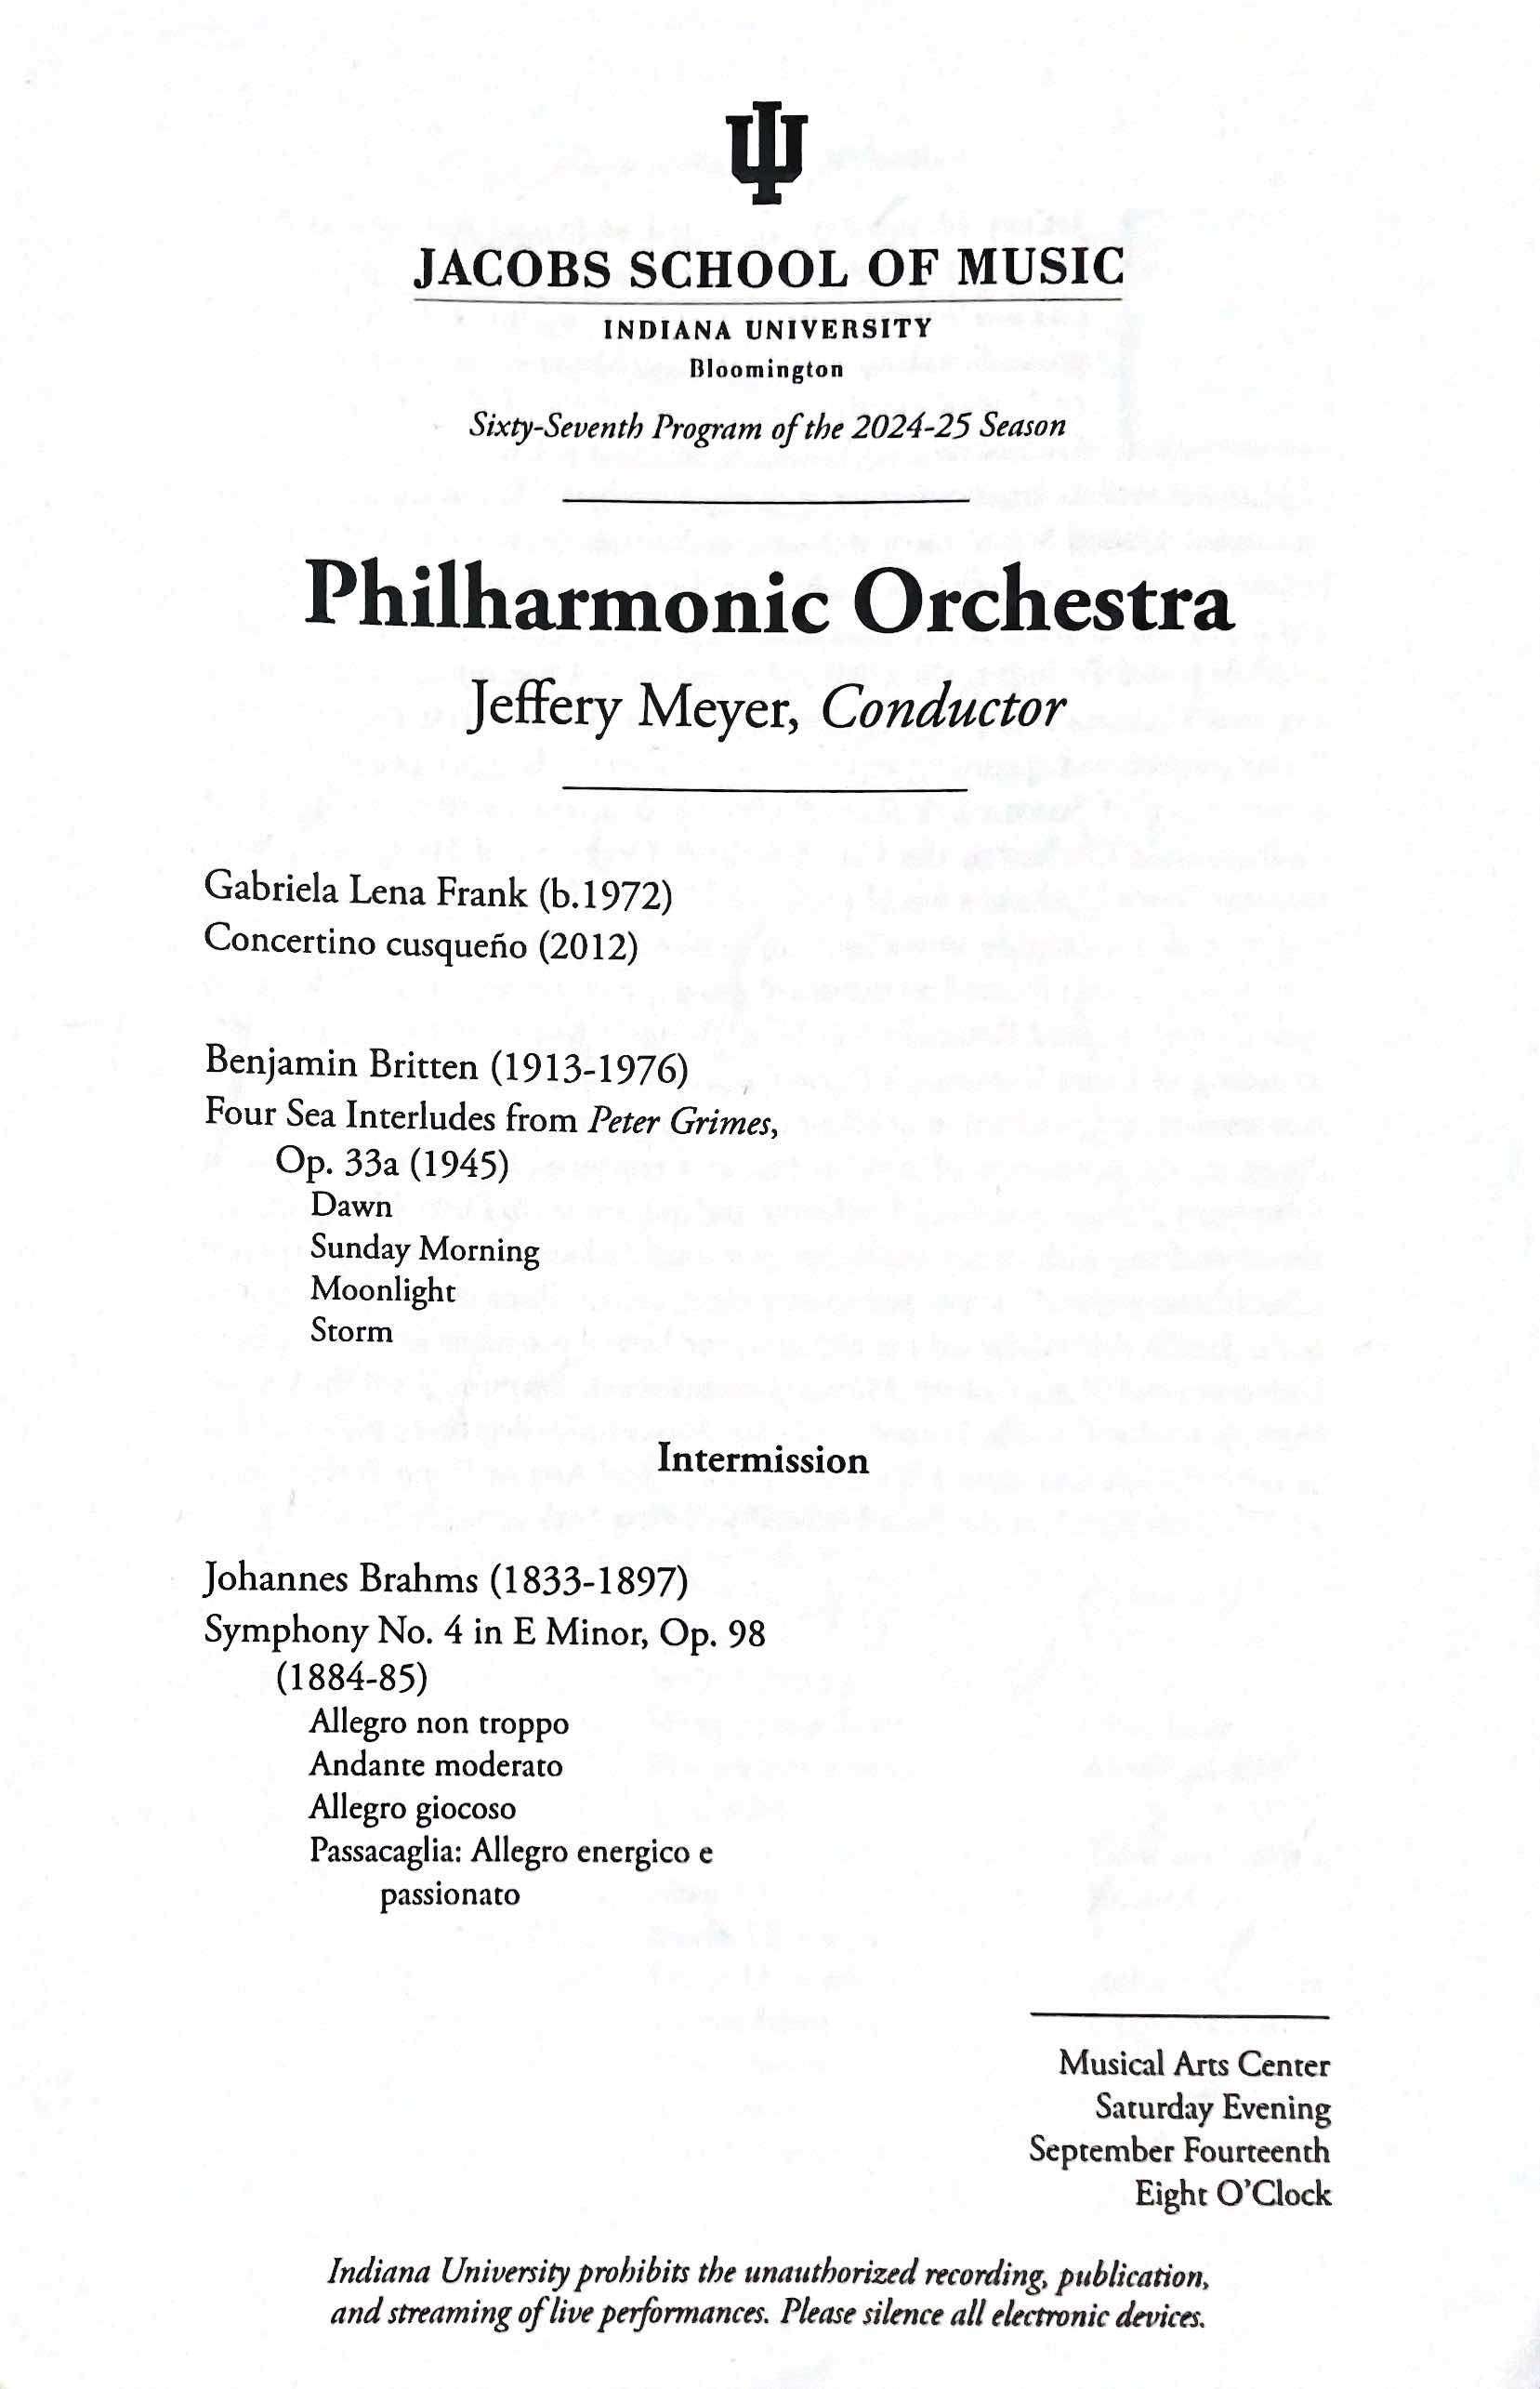 JACOBS SCHOOL OF MUSIC
INDIANA UNIVERSITY
Bloomington
Sixty-Seventh Program of the 2024-25 Season
Philharmonic Orchestra
Jeffery Meyer, Conductor
Gabriela Lena Frank (b.1972)
Concertino cusqueño (2012)
Benjamin Britten (1913-1976)
Four Sea Interludes from Peter Grimes,
Op. 33a (1945)
Dawn
Sunday Morning
Moonlight
Storm
Intermission
Johannes Brahms (1833-1897)
Symphony No. 4 in E Minor, Op. 98
(1884-85)
Allegro non troppo
Andante moderato
Allegro giocoso
Passacaglia: Allegro energico e
passionato
Musical Arts Center
Saturday Evening
September Fourteenth
Eight O'Clock
Indiana University prohibits the unauthorized recording, publication,
and streaming of live performances. Please silence all electronic devices.